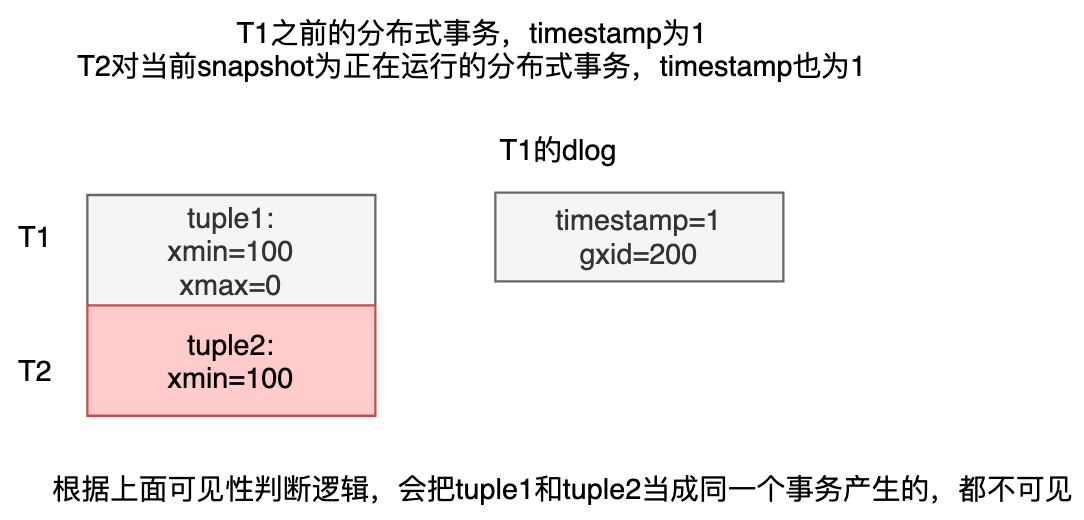 T1之前的分布式事务，timestamp为1
T2对当前snapshot为正在运行的分布式事务，timestamp也为1
T1的dlog
T1
tuple1:
xmin=100
xmax=0
timestamp=1
gxid=200
T2
tuple2:
xmin=100
根据上面可见性判断逻辑，会把tuple1和tuple2当成同一个事务产生的，都不可见